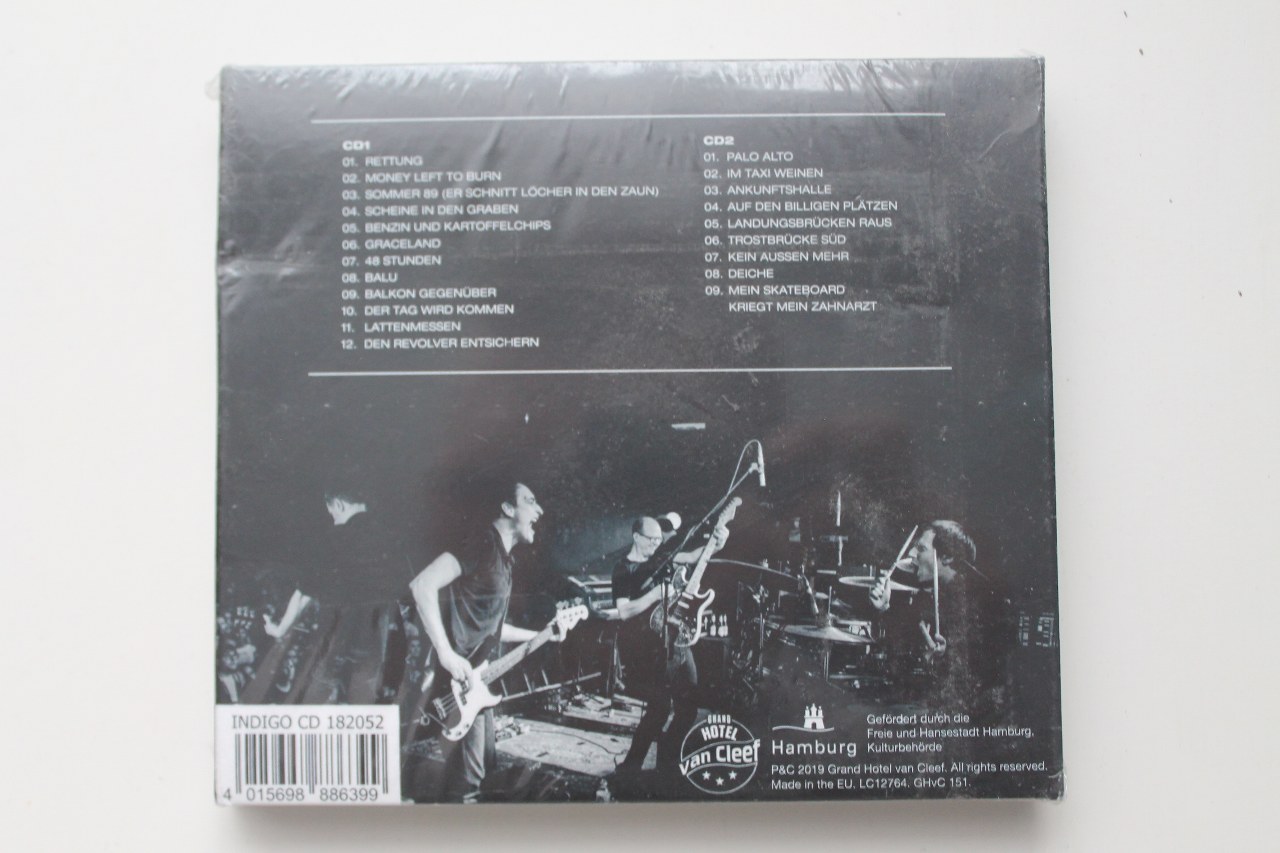 CD1
01. RETTUNG
02. MONEY LEFT TO BURN
03. SOMMER 89 (ER SCHNITT LÖCHER IN DEN ZAUN)
04. SCHEINE IN DEN GRABEN
05. BENZIN UND KARTOFFELCHIPS
06. GRACELAND
07. 48 STUNDEN
08. BALU
09. BALKON GEGENÜBER
10. DER TAG WIRD KOMMEN
11. LATTENMESSEN
12. DEN REVOLVER ENTSICHERN
CD2
01. PALO ALTO
02. IM TAXI WEINEN
03. ANKUNFTSHALLE
04. AUF DEN BILLIGEN PLÄTZEN
05. LANDUNGSBRÜCKEN RAUS
06. TROSTBRÜCKE SÜD
07. KEIN AUSSEN MEHR
08. DEICHE
09. MEIN SKATEBOARD
KRIEGT MEIN ZAHNARZT
INDIGO CD 182052
4 015698 886399
GRAND
HOTEL
van Cleef
Hamburg
Gefördert durch die
Freie und Hansestadt Hamburg,
Kulturbehörde
P&C 2019 Grand Hotel van Cleef. All rights reserved.
Made in the EU. LC12764. GHvC 151.